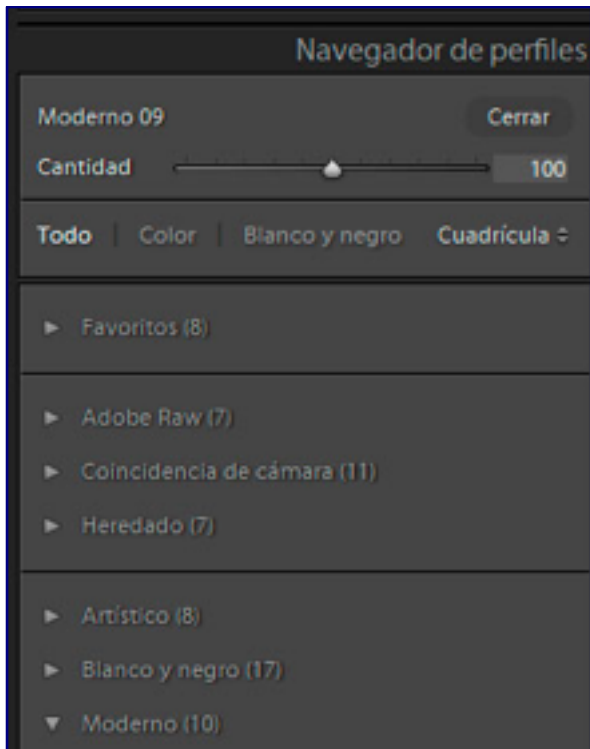 Navegador de perfiles
Moderno 09 Cerrar
Cantidad 100
Todo | Color | Blanco y negro Cuadrícula
Favoritos (8)
Adobe Raw (7)
Coincidencia de cámara (11)
Heredado (7)
Artístico (8)
Blanco y negro (17)
Moderno (10)